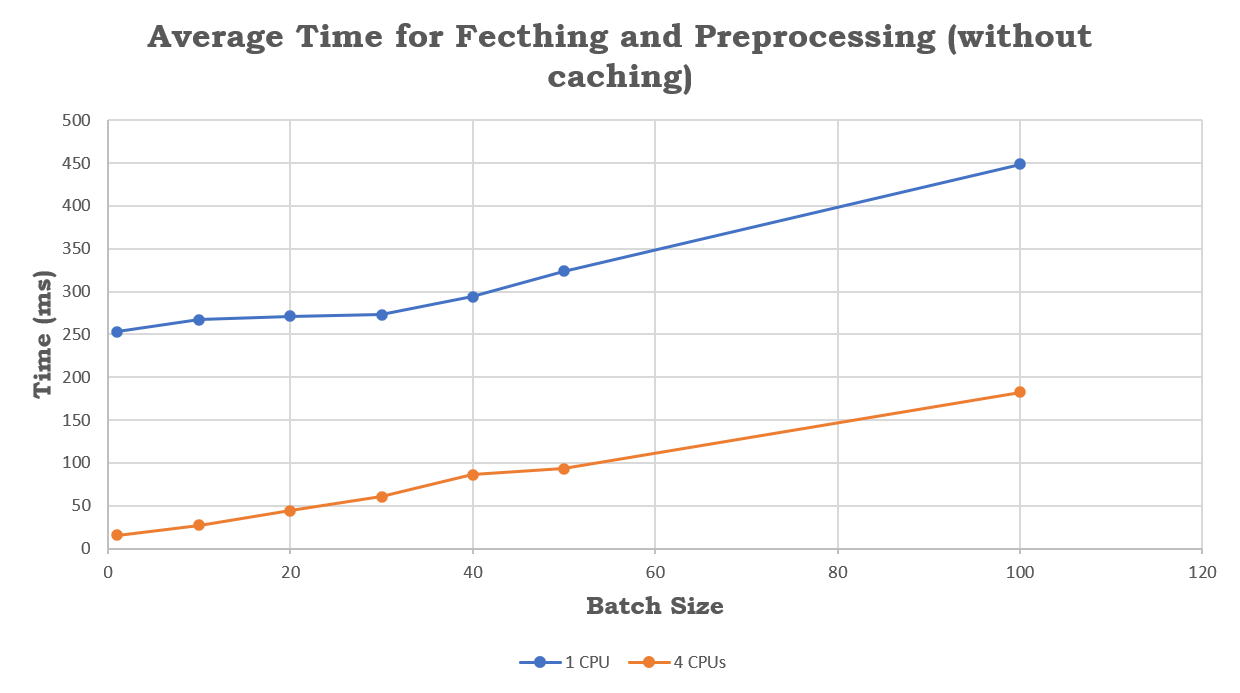 Average Time for Fecthing and Preprocessing (without
caching)
500
450
400
350
300
250
200
150
100
50
0
Time (ms)
0 20 40 60 80 100 120
Batch Size
1 CPU 4 CPUs